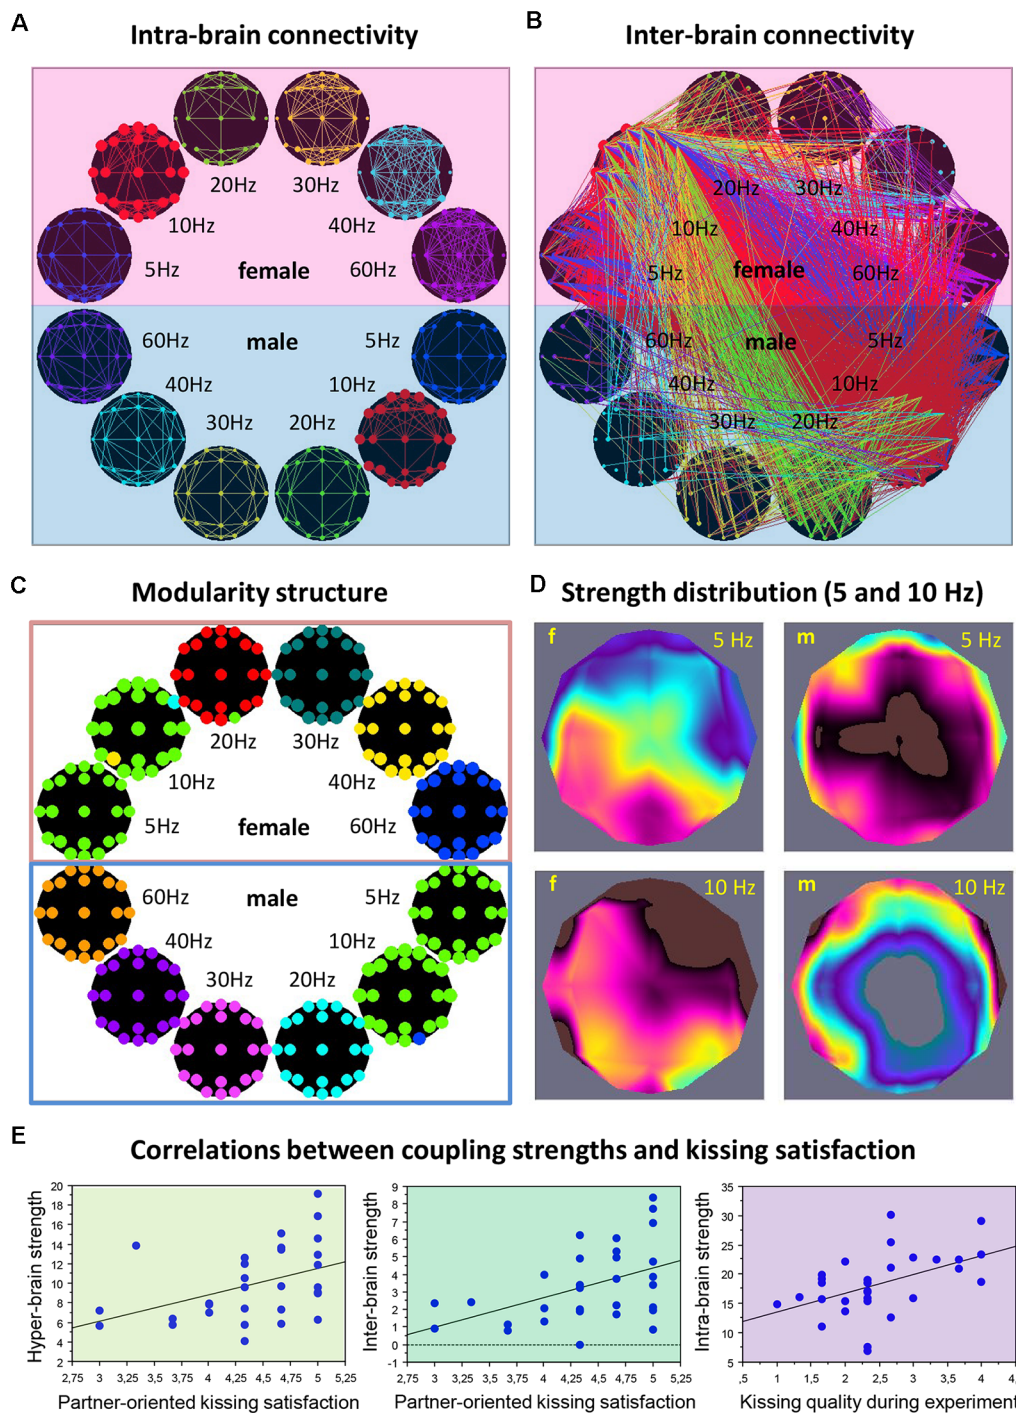 A
Intra-brain connectivity
20Hz
30Hz
10Hz
40Hz
5Hz
female
60Hz
60Hz
male
5Hz
40Hz
10Hz
30Hz
20Hz
B
Inter-brain connectivity
20Hz
30Hz
10Hz
40Hz
5Hz
female
60Hz
60Hz
male
5Hz
40Hz
10Hz
30Hz
20Hz
C
Modularity structure
20Hz
30Hz
10Hz
40Hz
5Hz
female
60Hz
60Hz
male
5Hz
40Hz
10Hz
30Hz
20Hz
D
Strength distribution (5 and 10 Hz)
f
5 Hz
m
5 Hz
f
10 Hz
m
10 Hz
E
Correlations between coupling strengths and kissing satisfaction
Hyper-brain strength
20
18
16
14
12
10
8
6
4
2
2,75 3 3,25 3,5 3,75 4 4,25 4,5 4,75 5 5,25
Partner-oriented kissing satisfaction
Inter-brain strength
9
8
7
6
5
4
3
2
1
0
-1
2,75 3 3,25 3,5 3,75 4 4,25 4,5 4,75 5 5,25
Partner-oriented kissing satisfaction
Intra-brain strength
35
30
25
20
15
10
5
,5 1 1,5 2 2,5 3 3,5 4 4,
Kissing quality during experiment